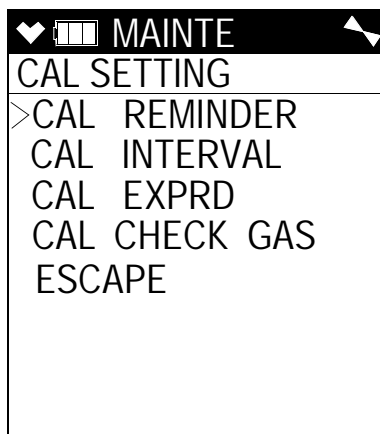 MAINTE
CAL SETTING
>CAL REMINDER
CAL INTERVAL
CAL EXPRD
CAL CHECK GAS
ESCAPE